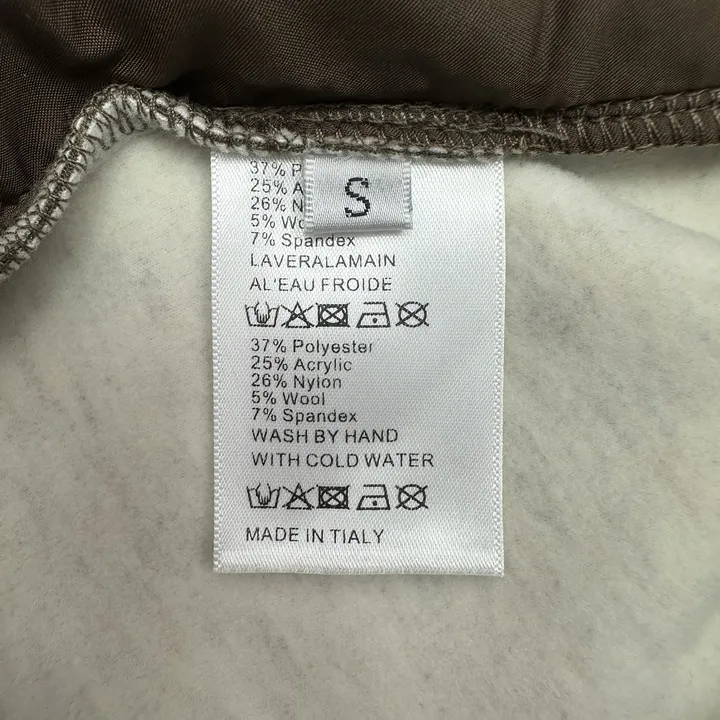 37%
25%
26%
5%
S
7% Spandex
LAVERALAMAIN
AL'EAU FROIDE
37% Polyester
25% Acrylic
26% Nylon
5% Wool
7% Spandex
WASH BY HAND
WITH COLD WATER
MADE IN TIALY